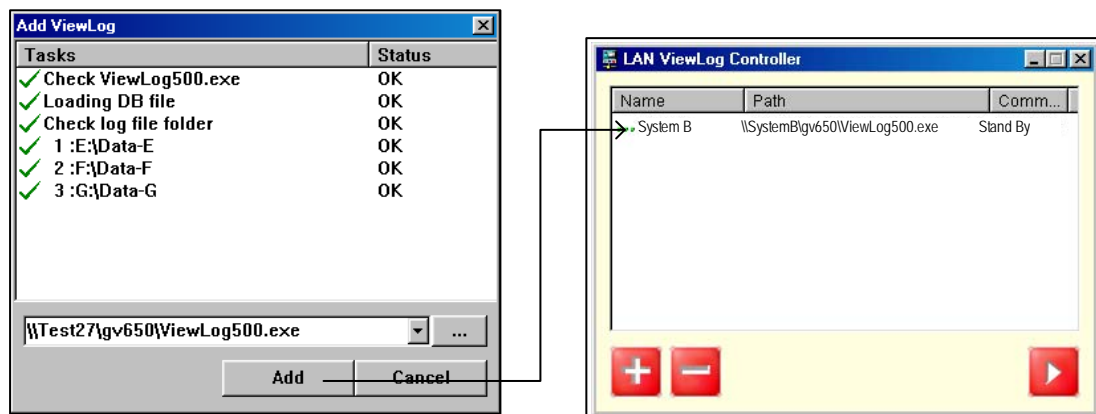 Add ViewLog
Tasks Status
Check ViewLog500.exe OK
Loading DB file OK
Check log file folder OK
1 :E:\Data-E OK
2 :F:\Data-F OK
3 :G:\Data-G OK
\\Test27\gv650\ViewLog500.exe ...
Add Cancel
LAN ViewLog Controller
Name Path Comm...
System B \\SystemB\gv650\ViewLog500.exe Stand By